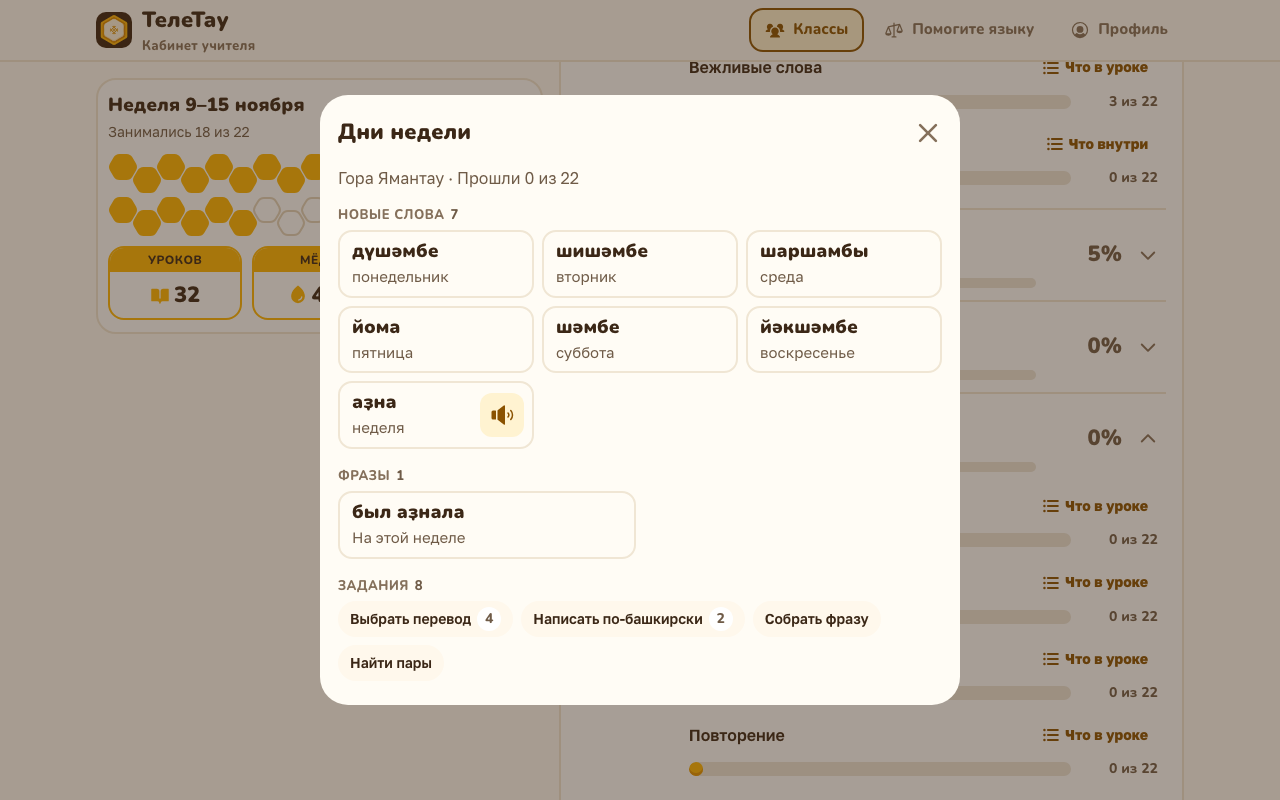 ТелеТау
Кабинет учителя
Классы
Помогите языку
Профиль
Неделя 9–15 ноября
Занимались 18 из 22
УРОКОВ
32
Вежливые слова
Что в уроке
3 из 22
Что внутри
0 из 22
5%
0%
0%
Что в уроке
0 из 22
Что в уроке
0 из 22
Что в уроке
0 из 22
Повторение
Что в уроке
0 из 22
Дни недели
Гора Ямантау · Прошли 0 из 22
НОВЫЕ СЛОВА 7
дүшәмбе
понедельник
шишәмбе
вторник
шаршамбы
среда
йома
пятница
шәмбе
суббота
йәкшәмбе
воскресенье
аҙна
неделя
ФРАЗЫ 1
был аҙнала
На этой неделе
ЗАДАНИЯ 8
Выбрать перевод 4
Написать по-башкирски 2
Собрать фразу
Найти пары